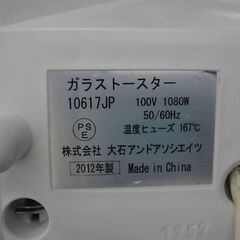 ガラストースター
10617JP 100V 1080W
50/60Hz
PSE
温度ヒューズ 167℃
株式会社 大石アンドアソシエイツ
2012年製 Made in China
1252